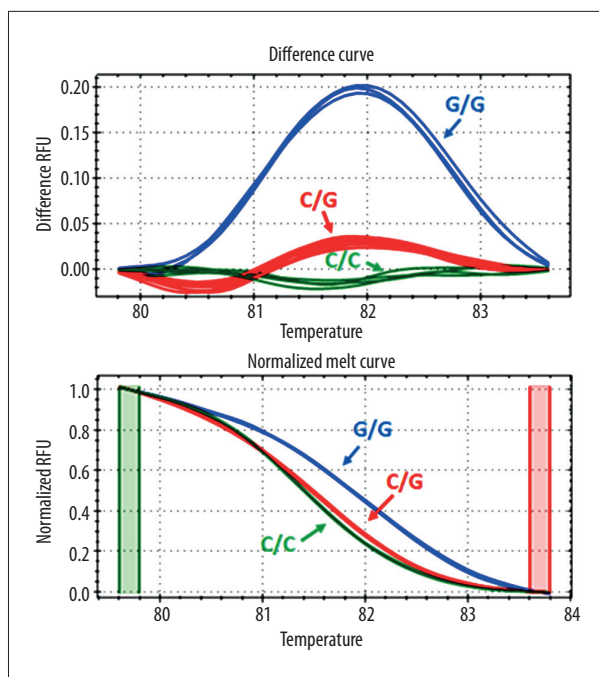 Difference curve
0.20
0.15
0.10
0.05
0.00
Difference RFU
G/G
C/G
C/C
80 81 82 83
Temperature
Normalized melt curve
1.0
0.8
0.6
0.4
0.2
0.0
Normalized RFU
G/G
C/G
C/C
80 81 82 83 84
Temperature